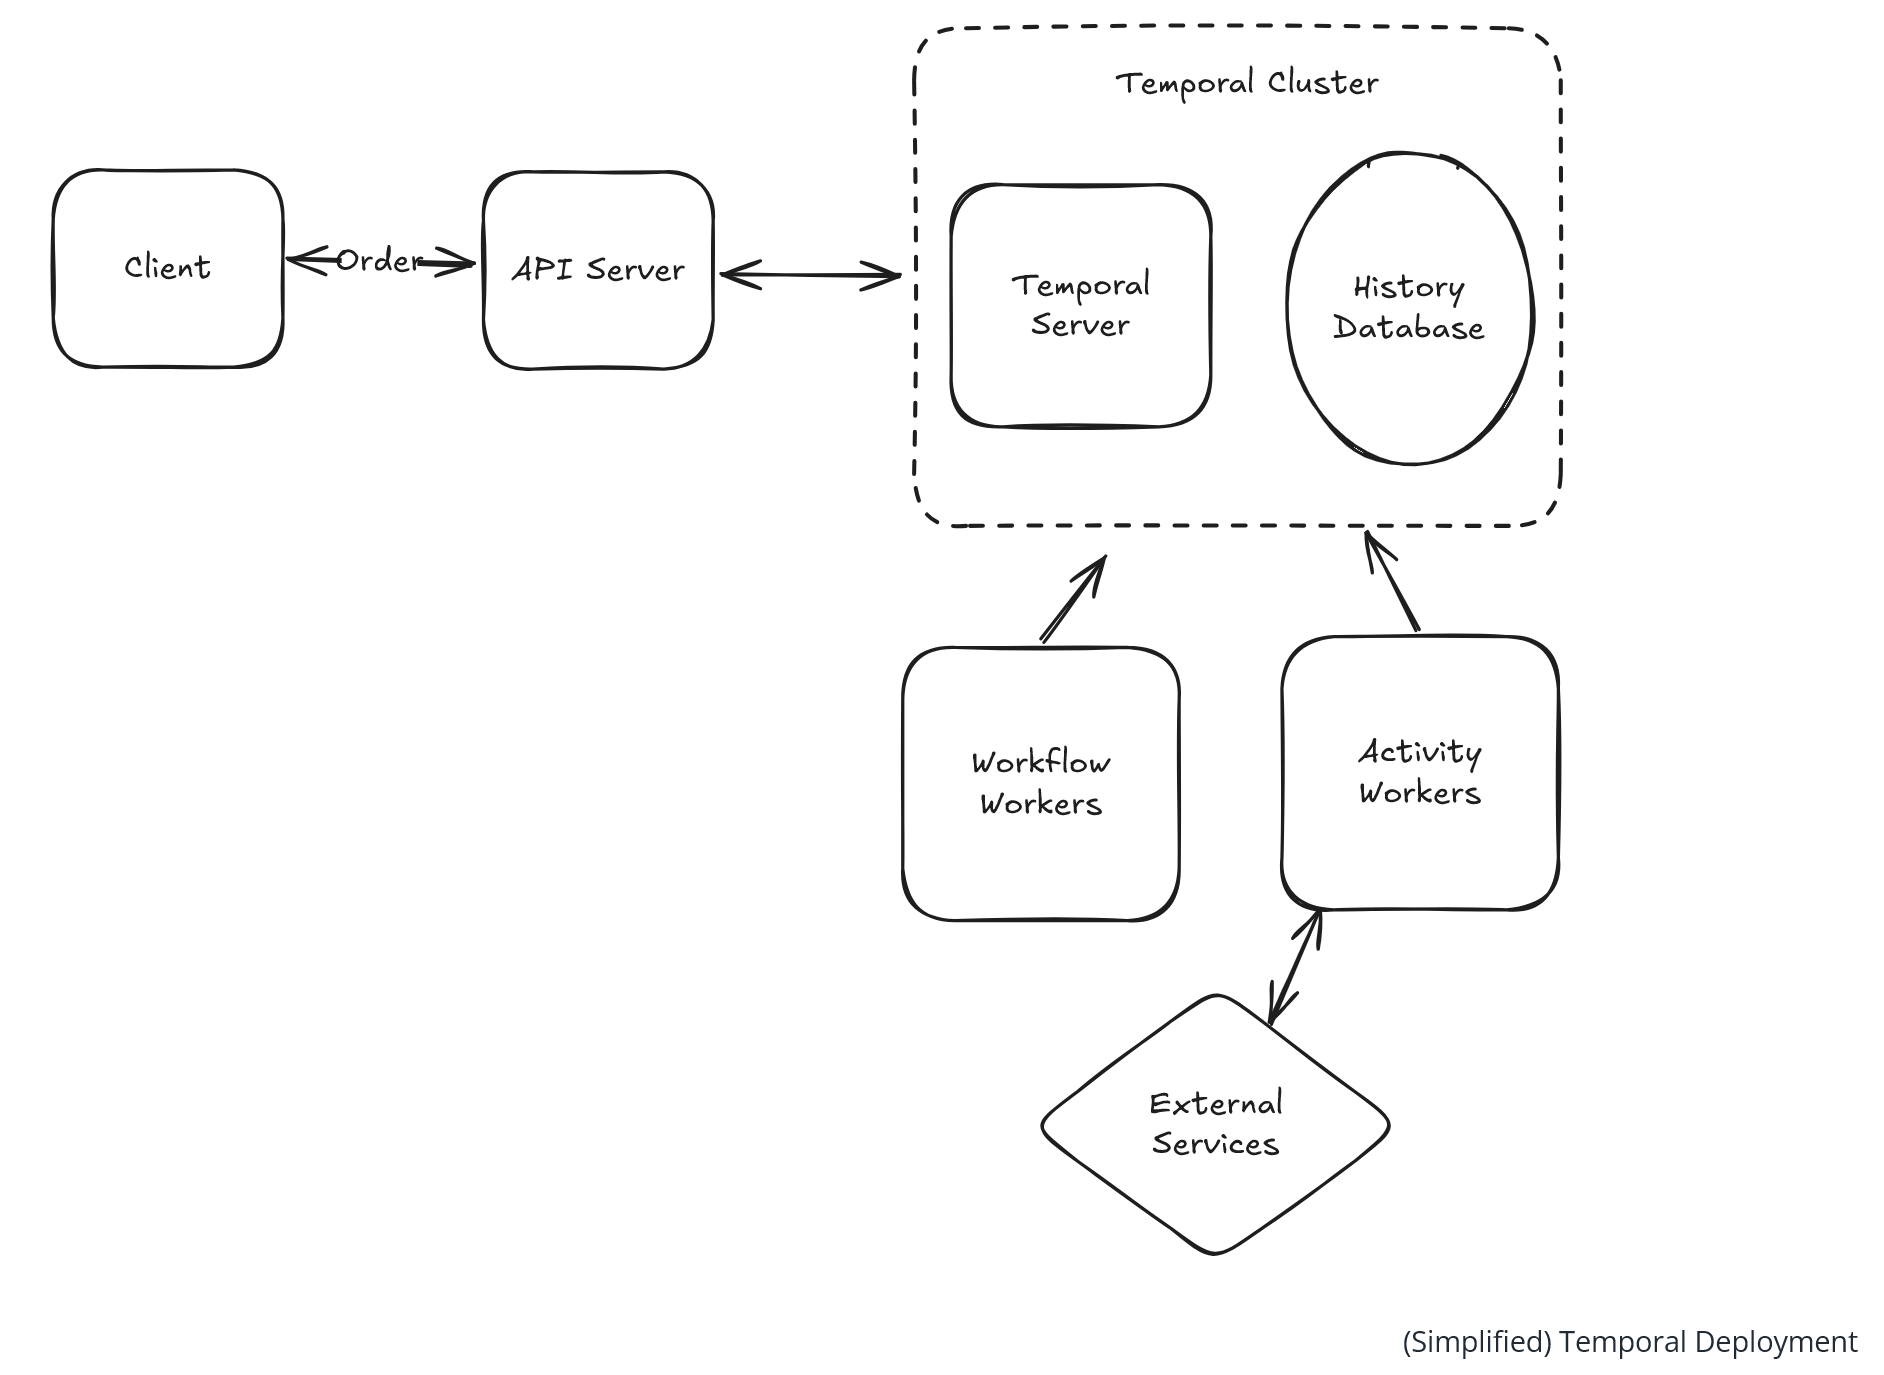 Temporal Cluster
Client
Order
API Server
Temporal
Server
History
Database
Workflow
Workers
Activity
Workers
External
Services
(Simplified) Temporal Deployment